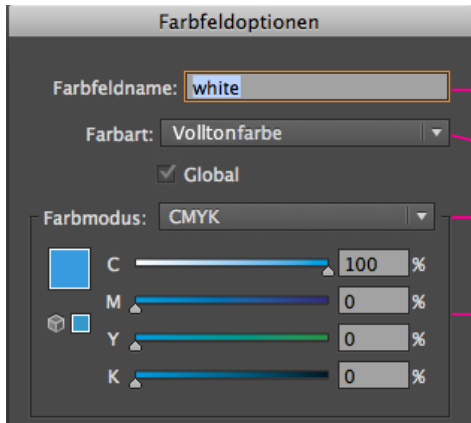 Farbfeldoptionen
Farbfeldname: white
Farbart: Volltonfarbe
Global
Farbmodus: CMYK
C 100 %
M 0 %
Y 0 %
K 0 %